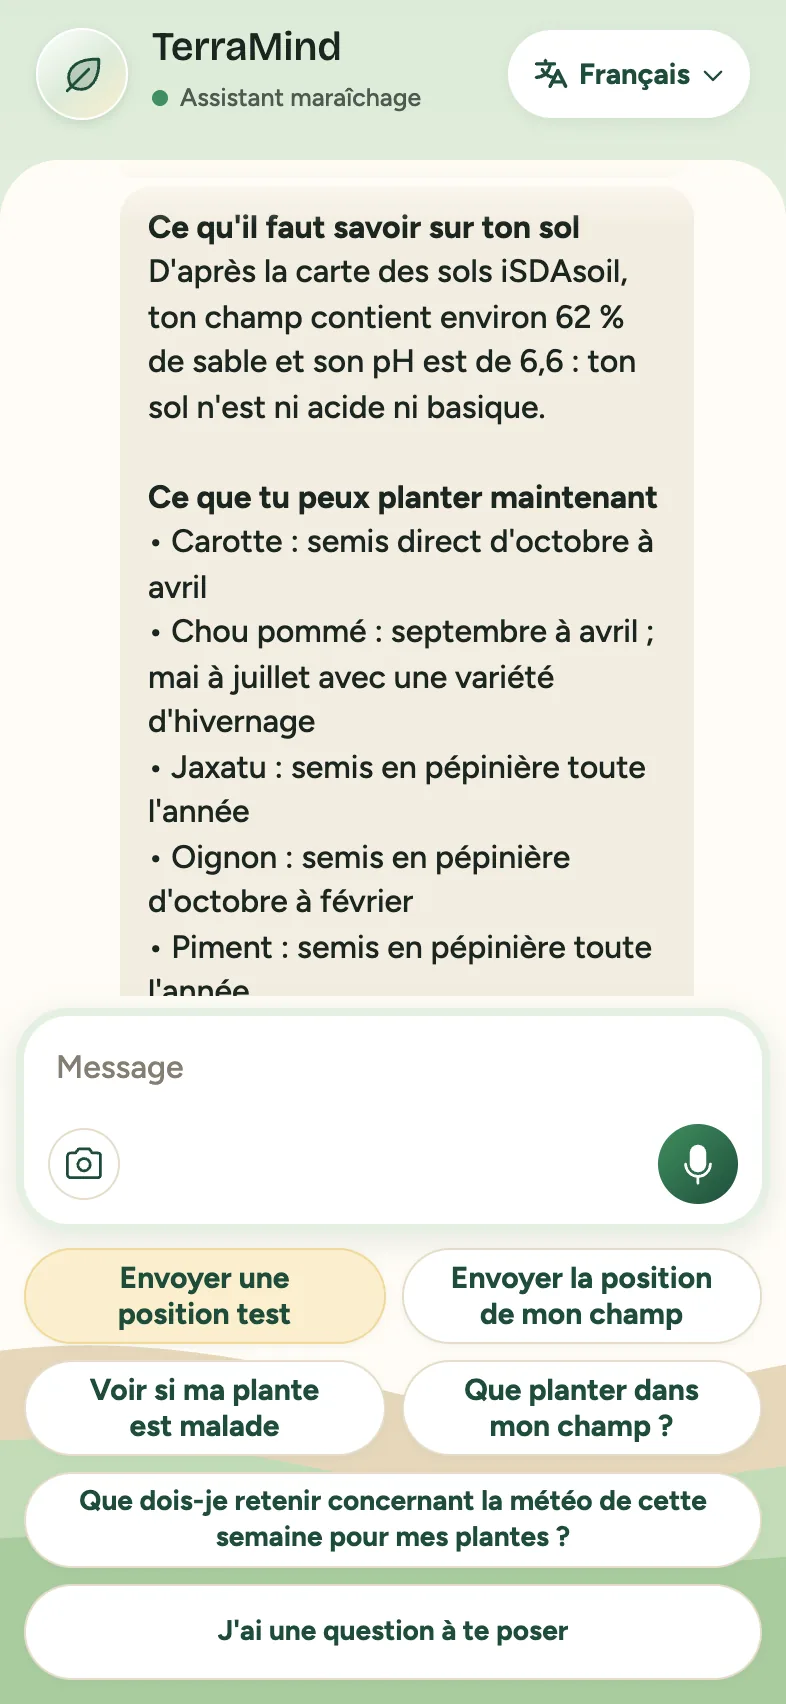 TerraMind
Assistant maraîchage
Français
Ce qu'il faut savoir sur ton sol
D'après la carte des sols iSDAsoil,
ton champ contient environ 62 %
de sable et son pH est de 6,6 : ton
sol n'est ni acide ni basique.
Ce que tu peux planter maintenant
• Carotte : semis direct d'octobre à
avril
• Chou pommé : septembre à avril ;
mai à juillet avec une variété
d'hivernage
• Jaxatu : semis en pépinière toute
l'année
• Oignon : semis en pépinière
d'octobre à février
• Piment : semis en pépinière toute
l'année
Message
Envoyer une
position test
Envoyer la position
de mon champ
Voir si ma plante
est malade
Que planter dans
mon champ ?
Que dois-je retenir concernant la météo de cette
semaine pour mes plantes ?
J'ai une question à te poser